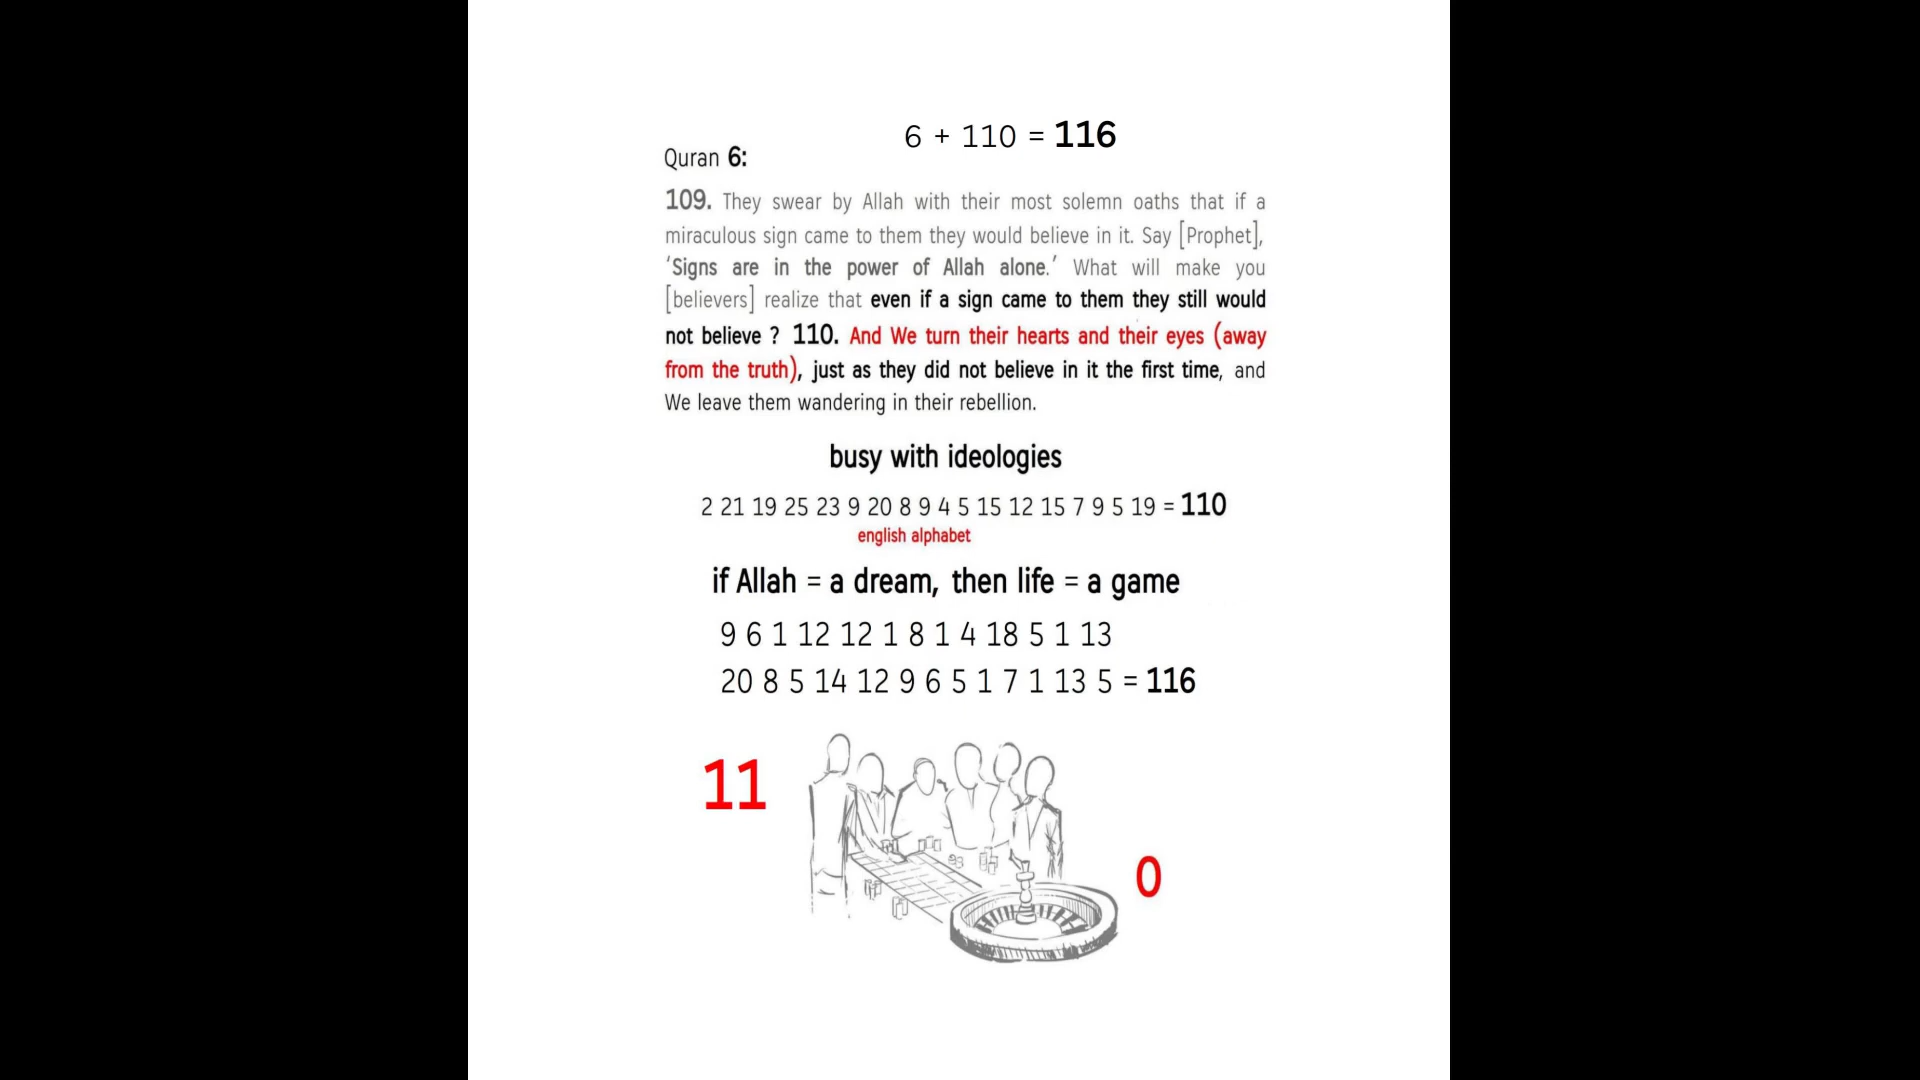 6 + 110 = 116
Quran 6:
109. They swear by Allah with their most solemn oaths that if a
miraculous sign came to them they would believe in it. Say [Prophet],
‘Signs are in the power of Allah alone.’ What will make you
[believers] realize that even if a sign came to them they still would
not believe ? 110. And We turn their hearts and their eyes (away
from the truth), just as they did not believe in it the first time, and
We leave them wandering in their rebellion.
busy with ideologies
2 21 19 25 23 9 20 8 9 4 5 15 12 15 7 9 5 19 = 110
english alphabet
if Allah = a dream, then life = a game
9 6 1 12 12 1 8 1 4 18 5 1 13
20 8 5 14 12 9 6 5 1 7 1 13 5 = 116
11
0